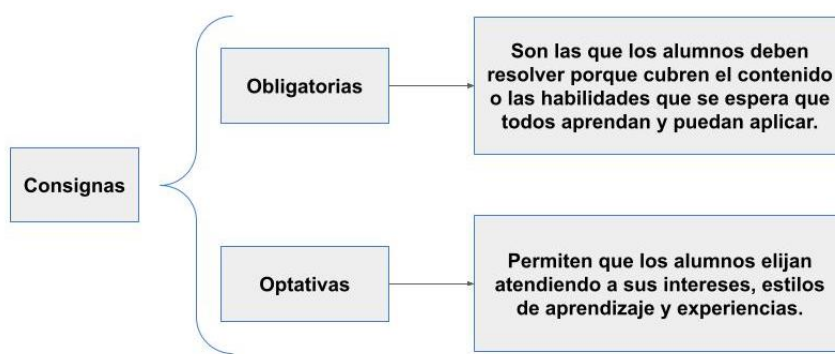 Consignas
Obligatorias
Son las que los alumnos deben
resolver porque cubren el contenido
o las habilidades que se espera que
todos aprendan y puedan aplicar.
Optativas
Permiten que los alumnos elijan
atendiendo a sus intereses, estilos
de aprendizaje y experiencias.